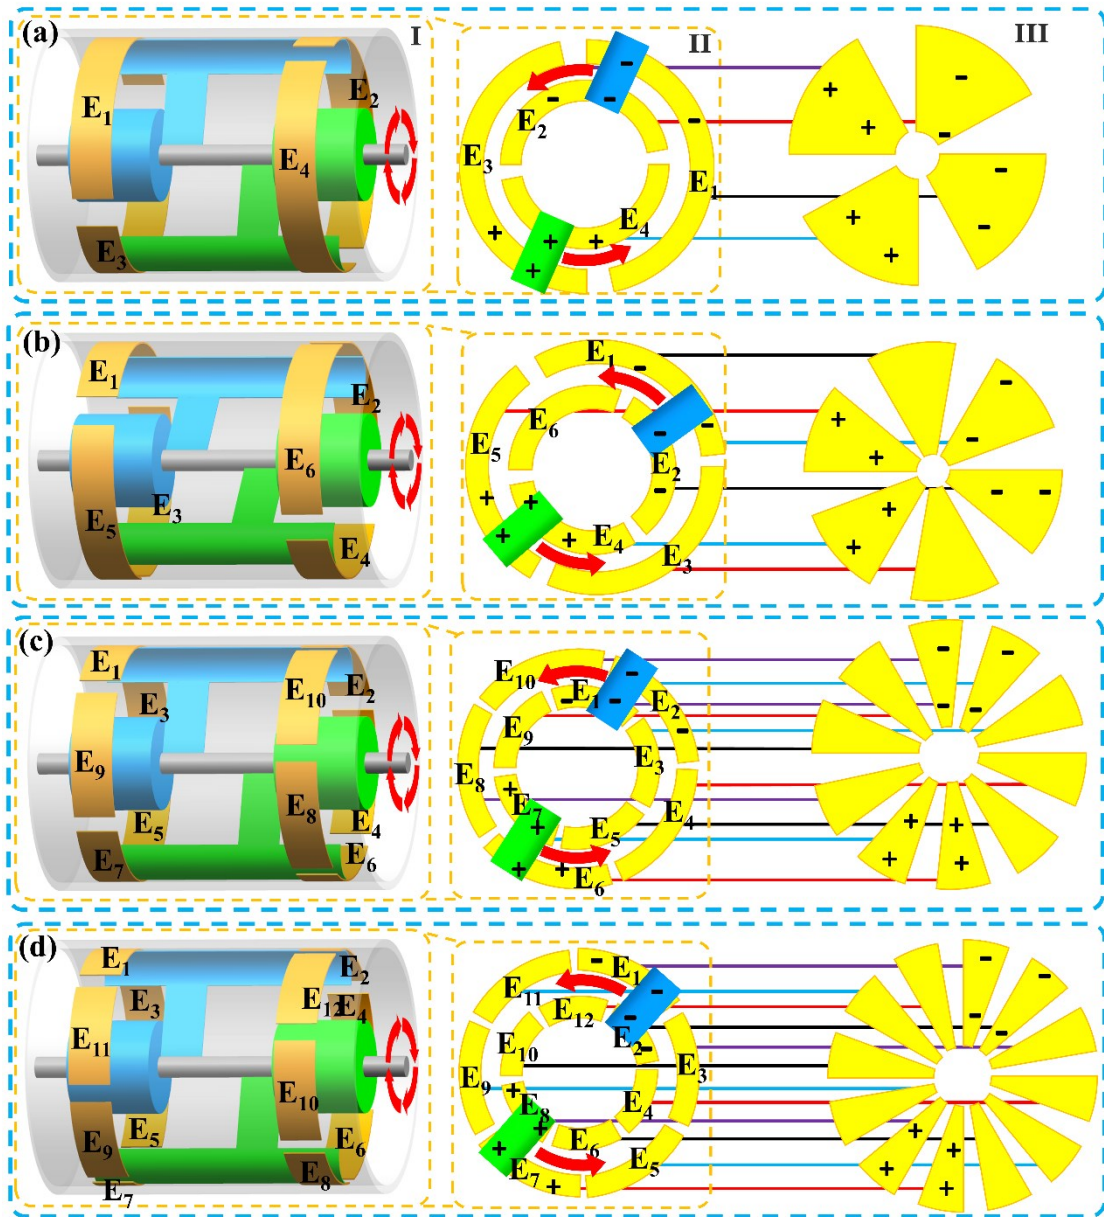 (a) I II III
E1 E2 E3 E4
E2 E3 E1 E4
- - - - + + +
+ + - - - - + +
(b)
E1 E2 E6 E3 E5 E4
E1 E6 E5 E2 E4 E3
- - - - + + + +
- - - - + + + +
(c)
E1 E2 E3 E10 E9 E8 E5 E4 E7 E6
E10 E1 E2 E9 E3 E8 E7 E4 E5 E6
- - - - + + + +
- - - - + + + +
(d)
E1 E2 E3 E12 E4 E11 E10 E5 E9 E6 E7 E8
E1 E11 E12 E2 E10 E3 E9 E8 E4 E6 E5 E7
- - - - + + + +
- - - - + + + +